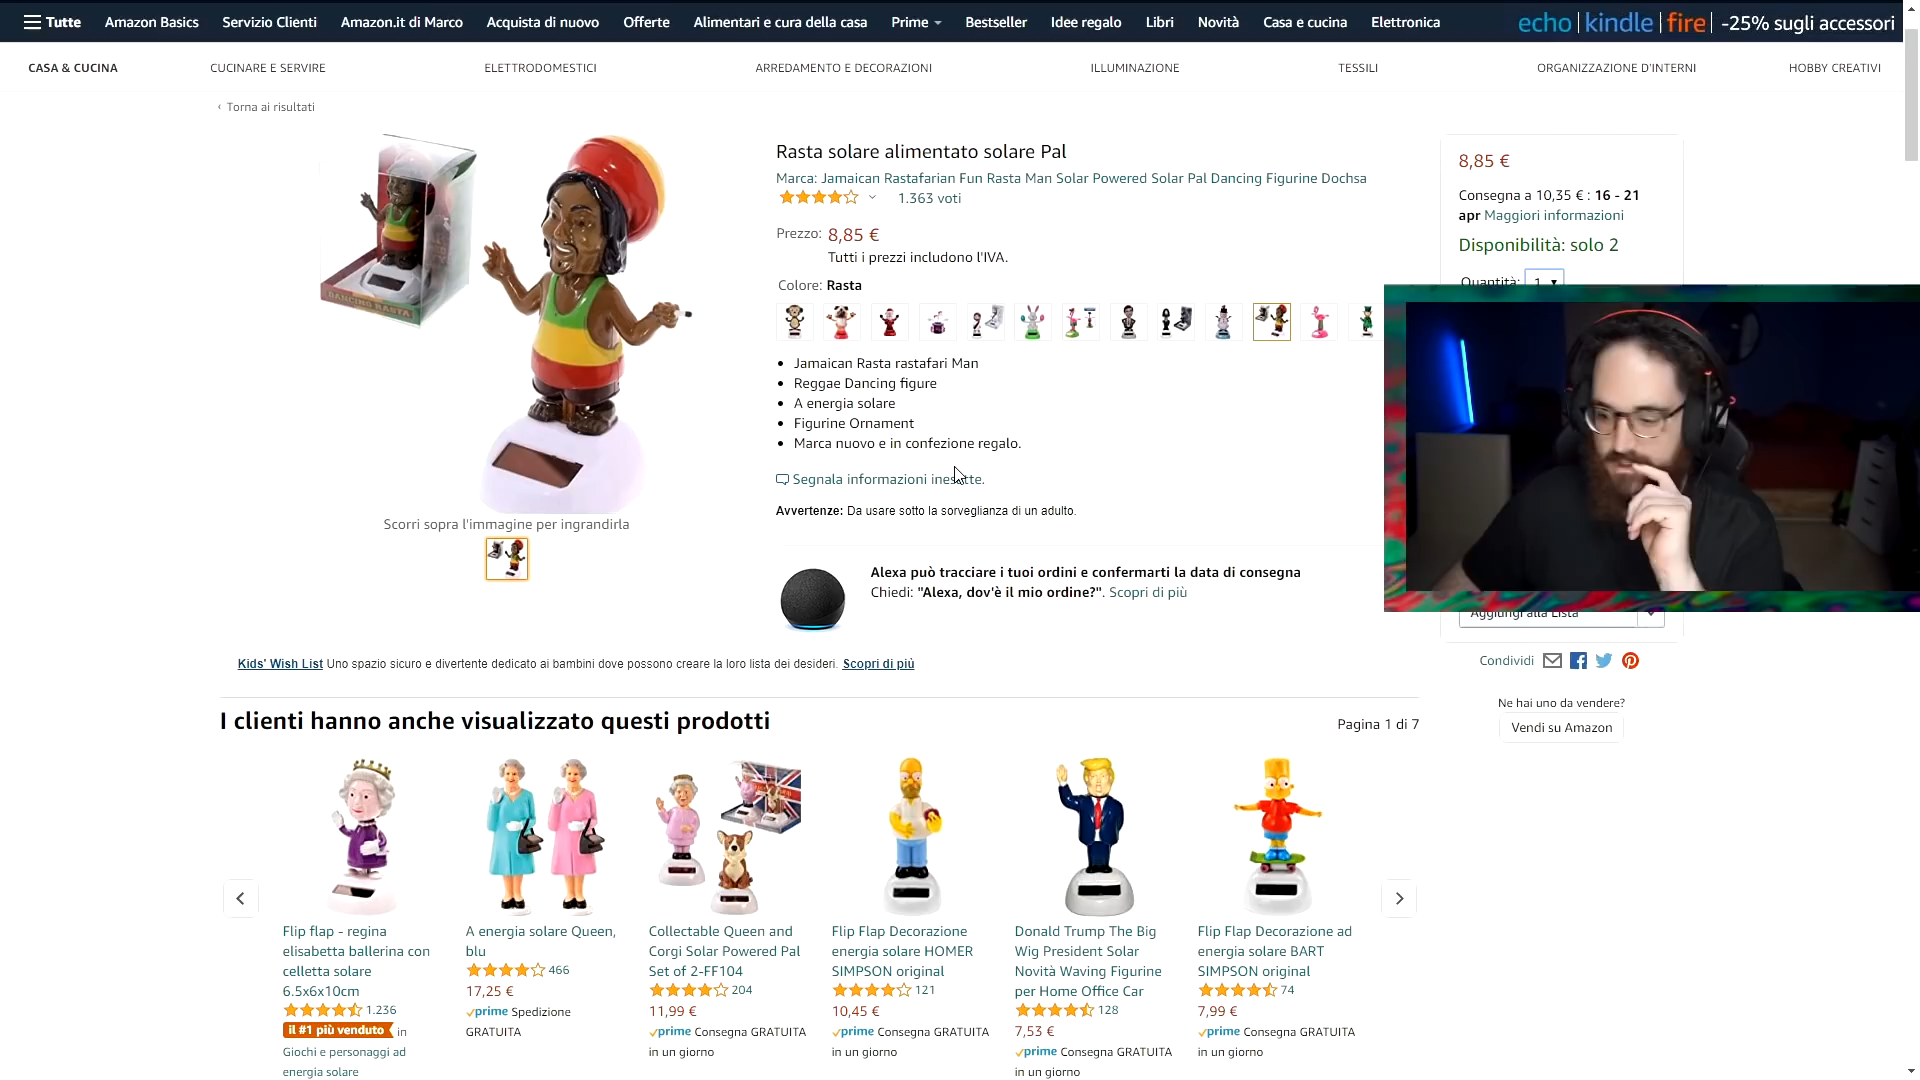 Tutte Amazon Basics Servizio Clienti Amazon.it di Marco Acquista di nuovo Offerte Alimentari e cura della casa Prime Bestseller Idee regalo Libri Novità Casa e cucina Elettronica echo | kindle | fire | -25% sugli accessori
CASA & CUCINA CUCINARE E SERVIRE ELETTRODOMESTICI ARREDAMENTO E DECORAZIONI ILLUMINAZIONE TESSILI ORGANIZZAZIONE D'INTERNI HOBBY CREATIVI
‹ Torna ai risultati
DANCING RASTA
Scorri sopra l'immagine per ingrandirla
Rasta solare alimentato solare Pal
Marca: Jamaican Rastafarian Fun Rasta Man Solar Powered Solar Pal Dancing Figurine Dochsa
1.363 voti
Prezzo: 8,85 €
Tutti i prezzi includono l'IVA.
Colore: Rasta
• Jamaican Rasta rastafari Man
• Reggae Dancing figure
• A energia solare
• Figurine Ornament
• Marca nuovo e in confezione regalo.
Segnala informazioni inesatte.
Avvertenze: Da usare sotto la sorveglianza di un adulto.
Alexa può tracciare i tuoi ordini e confermarti la data di consegna
Chiedi: "Alexa, dov'è il mio ordine?". Scopri di più
8,85 €
Consegna a 10,35 € : 16 - 21
apr Maggiori informazioni
Disponibilità: solo 2
Quantità: 1
Aggiungi alla Lista
Condividi
Ne hai uno da vendere?
Vendi su Amazon
Kids' Wish List Uno spazio sicuro e divertente dedicato ai bambini dove possono creare la loro lista dei desideri. Scopri di più
I clienti hanno anche visualizzato questi prodotti
Pagina 1 di 7
Flip flap - regina
elisabetta ballerina con
celletta solare
6.5x6x10cm
1.236
il #1 più venduto in
Giochi e personaggi ad
energia solare
A energia solare Queen,
blu
466
17,25 €
prime Spedizione
GRATUITA
Collectable Queen and
Corgi Solar Powered Pal
Set of 2-FF104
204
11,99 €
prime Consegna GRATUITA
in un giorno
Flip Flap Decorazione
energia solare HOMER
SIMPSON original
121
10,45 €
prime Consegna GRATUITA
in un giorno
Donald Trump The Big
Wig President Solar
Novità Waving Figurine
per Home Office Car
128
7,53 €
prime Consegna GRATUITA
in un giorno
Flip Flap Decorazione ad
energia solare BART
SIMPSON original
74
7,99 €
prime Consegna GRATUITA
in un giorno